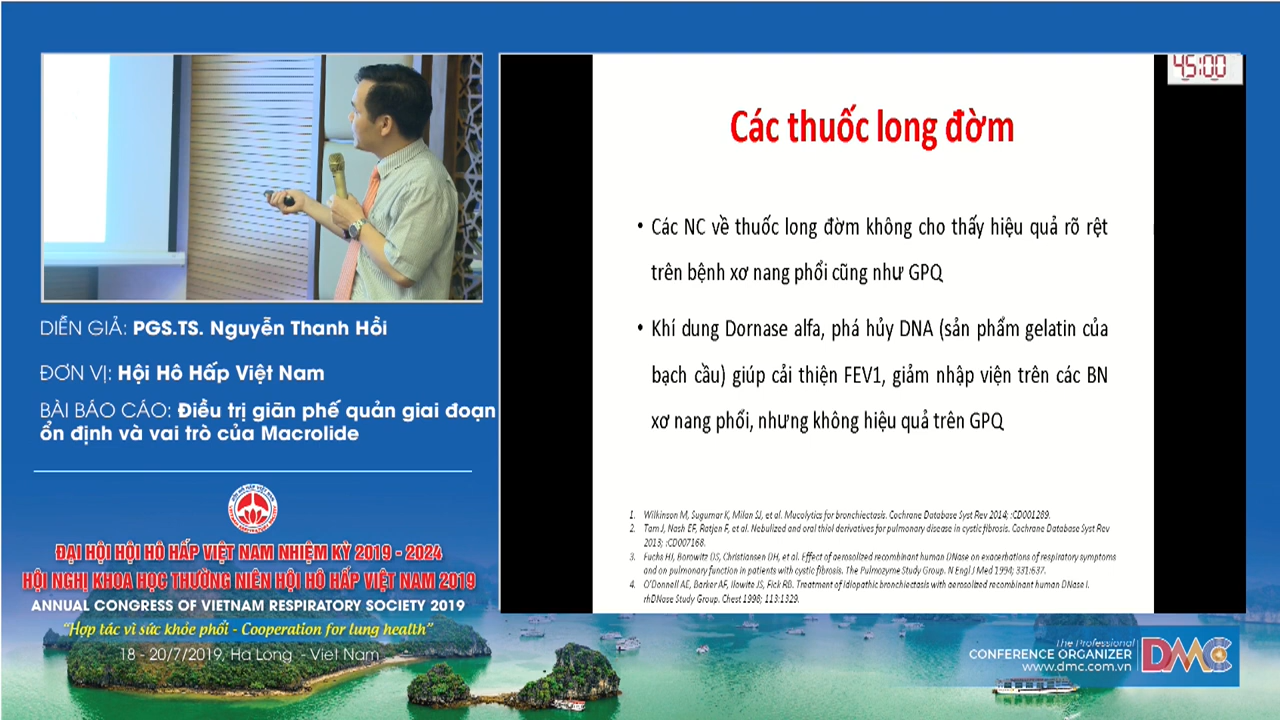 45:00
Các thuốc long đờm
• Các NC về thuốc long đờm không cho thấy hiệu quả rõ rệt
trên bệnh xơ nang phổi cũng như GPQ
• Khí dung Dornase alfa, phá hủy DNA (sản phẩm gelatin của
bạch cầu) giúp cải thiện FEV1, giảm nhập viện trên các BN
xơ nang phổi, nhưng không hiệu quả trên GPQ
1. Wilkinson M, Sugumar K, Milan SJ, et al. Mucolytics for bronchiectasis. Cochrane Database Syst Rev 2014; :CD001289.
2. Tam J, Nash EF, Ratjen F, et al. Nebulized and oral thiol derivatives for pulmonary disease in cystic fibrosis. Cochrane Database Syst Rev
2013; :CD007168.
3. Fuchs HJ, Borowitz DS, Christiansen DH, et al. Effect of aerosolized recombinant human DNase on exacerbations of respiratory symptoms
and on pulmonary function in patients with cystic fibrosis. The Pulmozyme Study Group. N Engl J Med 1994; 331:637.
4. O'Donnell AE, Barker AF, Ilowite JS, Fick RB. Treatment of idiopathic bronchiectasis with aerosolized recombinant human DNase I.
rhDNase Study Group. Chest 1998; 113:1329.
DIỄN GIẢ: PGS.TS. Nguyễn Thanh Hồi
ĐƠN VỊ: Hội Hô Hấp Việt Nam
BÀI BÁO CÁO: Điều trị giãn phế quản giai đoạn
ổn định và vai trò của Macrolide
ĐẠI HỘI HỘI HÔ HẤP VIỆT NAM NHIỆM KỲ 2019 - 2024
HỘI NGHỊ KHOA HỌC THƯỜNG NIÊN HỘI HÔ HẤP VIỆT NAM 2019
ANNUAL CONGRESS OF VIETNAM RESPIRATORY SOCIETY 2019
"Hợp tác vì sức khỏe phổi - Cooperation for lung health"
18 - 20/7/2019, Ha Long - Viet Nam
The Professional
CONFERENCE ORGANIZER
www.dmc.com.vn
DMC